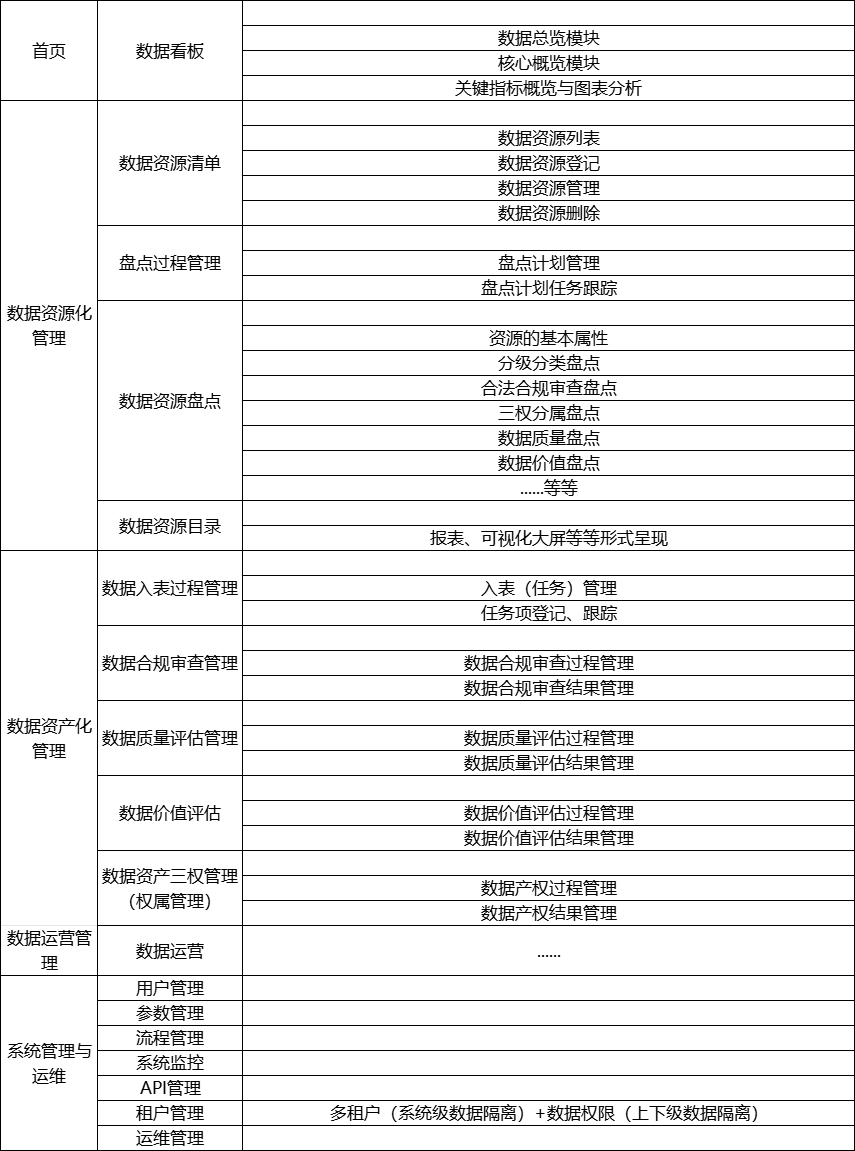 首页
数据看板
数据总览模块
核心概览模块
关键指标概览与图表分析
数据资源化
管理
数据资源清单
数据资源列表
数据资源登记
数据资源管理
数据资源删除
盘点过程管理
盘点计划管理
盘点计划任务跟踪
数据资源盘点
资源的基本属性
分级分类盘点
合法合规审查盘点
三权分属盘点
数据质量盘点
数据价值盘点
......等等
数据资源目录
报表、可视化大屏等等形式呈现
数据资产化
管理
数据入表过程管理
入表（任务）管理
任务项登记、跟踪
数据合规审查管理
数据合规审查过程管理
数据合规审查结果管理
数据质量评估管理
数据质量评估过程管理
数据质量评估结果管理
数据价值评估
数据价值评估过程管理
数据价值评估结果管理
数据资产三权管理
（权属管理）
数据产权过程管理
数据产权结果管理
数据运营管
理
数据运营
......
系统管理与
运维
用户管理
参数管理
流程管理
系统监控
API管理
租户管理
多租户（系统级数据隔离）+数据权限（上下级数据隔离）
运维管理